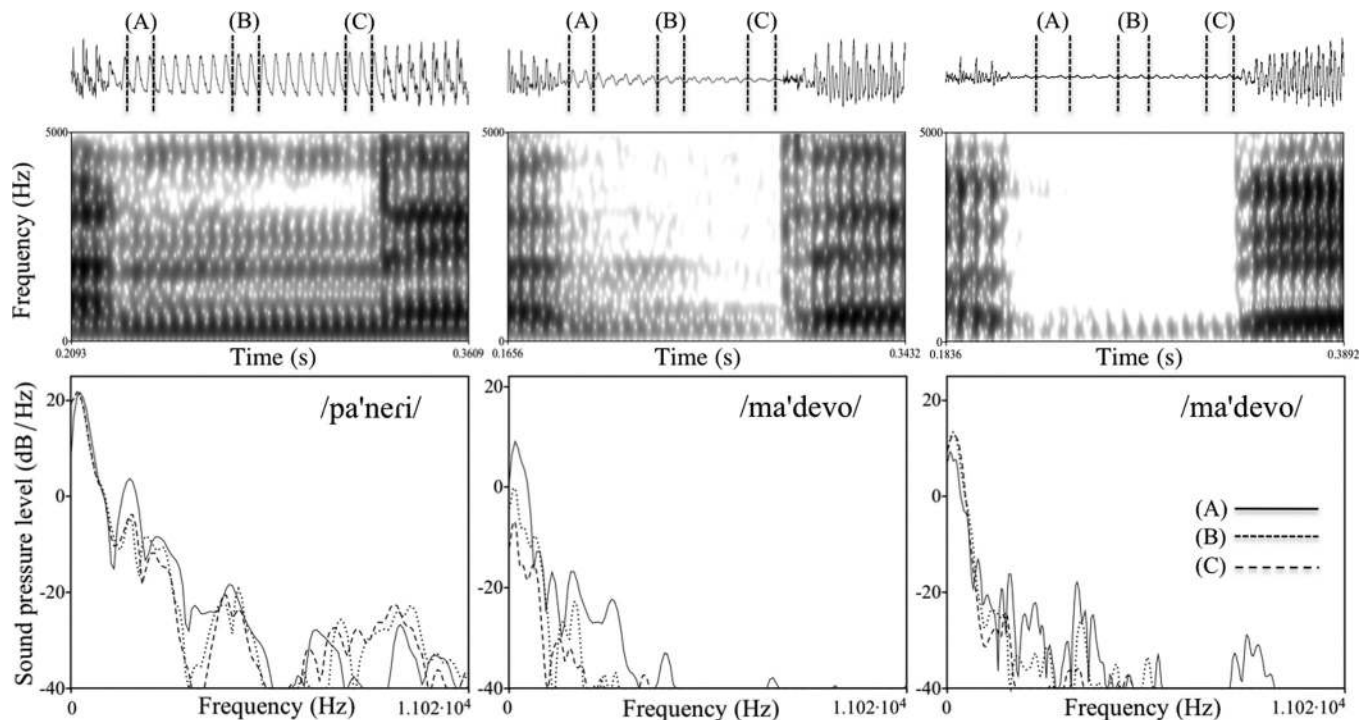 (A) (B) (C) (A) (B) (C) (A) (B) (C)
5000 5000 5000
Frequency (Hz)
0 0 0
0.2093 Time (s) 0.3609 0.1656 Time (s) 0.3432 0.1836 Time (s) 0.3892
Sound pressure level (dB / Hz)
20 /pa'neɾi/ 20 /ma'devo/ 20 /ma'devo/
0 0 0
(A)
(B)
(C)
-20 -20 -20
-40 -40 -40
0 Frequency (Hz) 1.102·10⁴ 0 Frequency (Hz) 1.102·10⁴ 0 Frequency (Hz) 1.102·10⁴